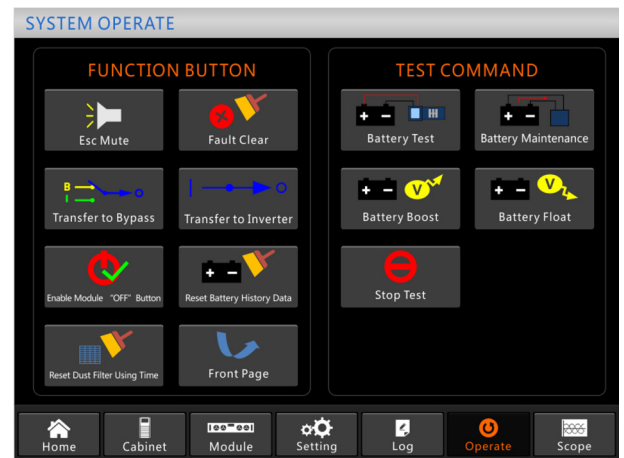 SYSTEM OPERATE
FUNCTION BUTTON
Esc Mute
Fault Clear
B
I
Transfer to Bypass
Transfer to Inverter
Enable Module "OFF" Button
Reset Battery History Data
Reset Dust Filter Using Time
Front Page
TEST COMMAND
Battery Test
Battery Maintenance
V
Battery Boost
V
Battery Float
Stop Test
Home
Cabinet
Module
Setting
Log
Operate
Scope